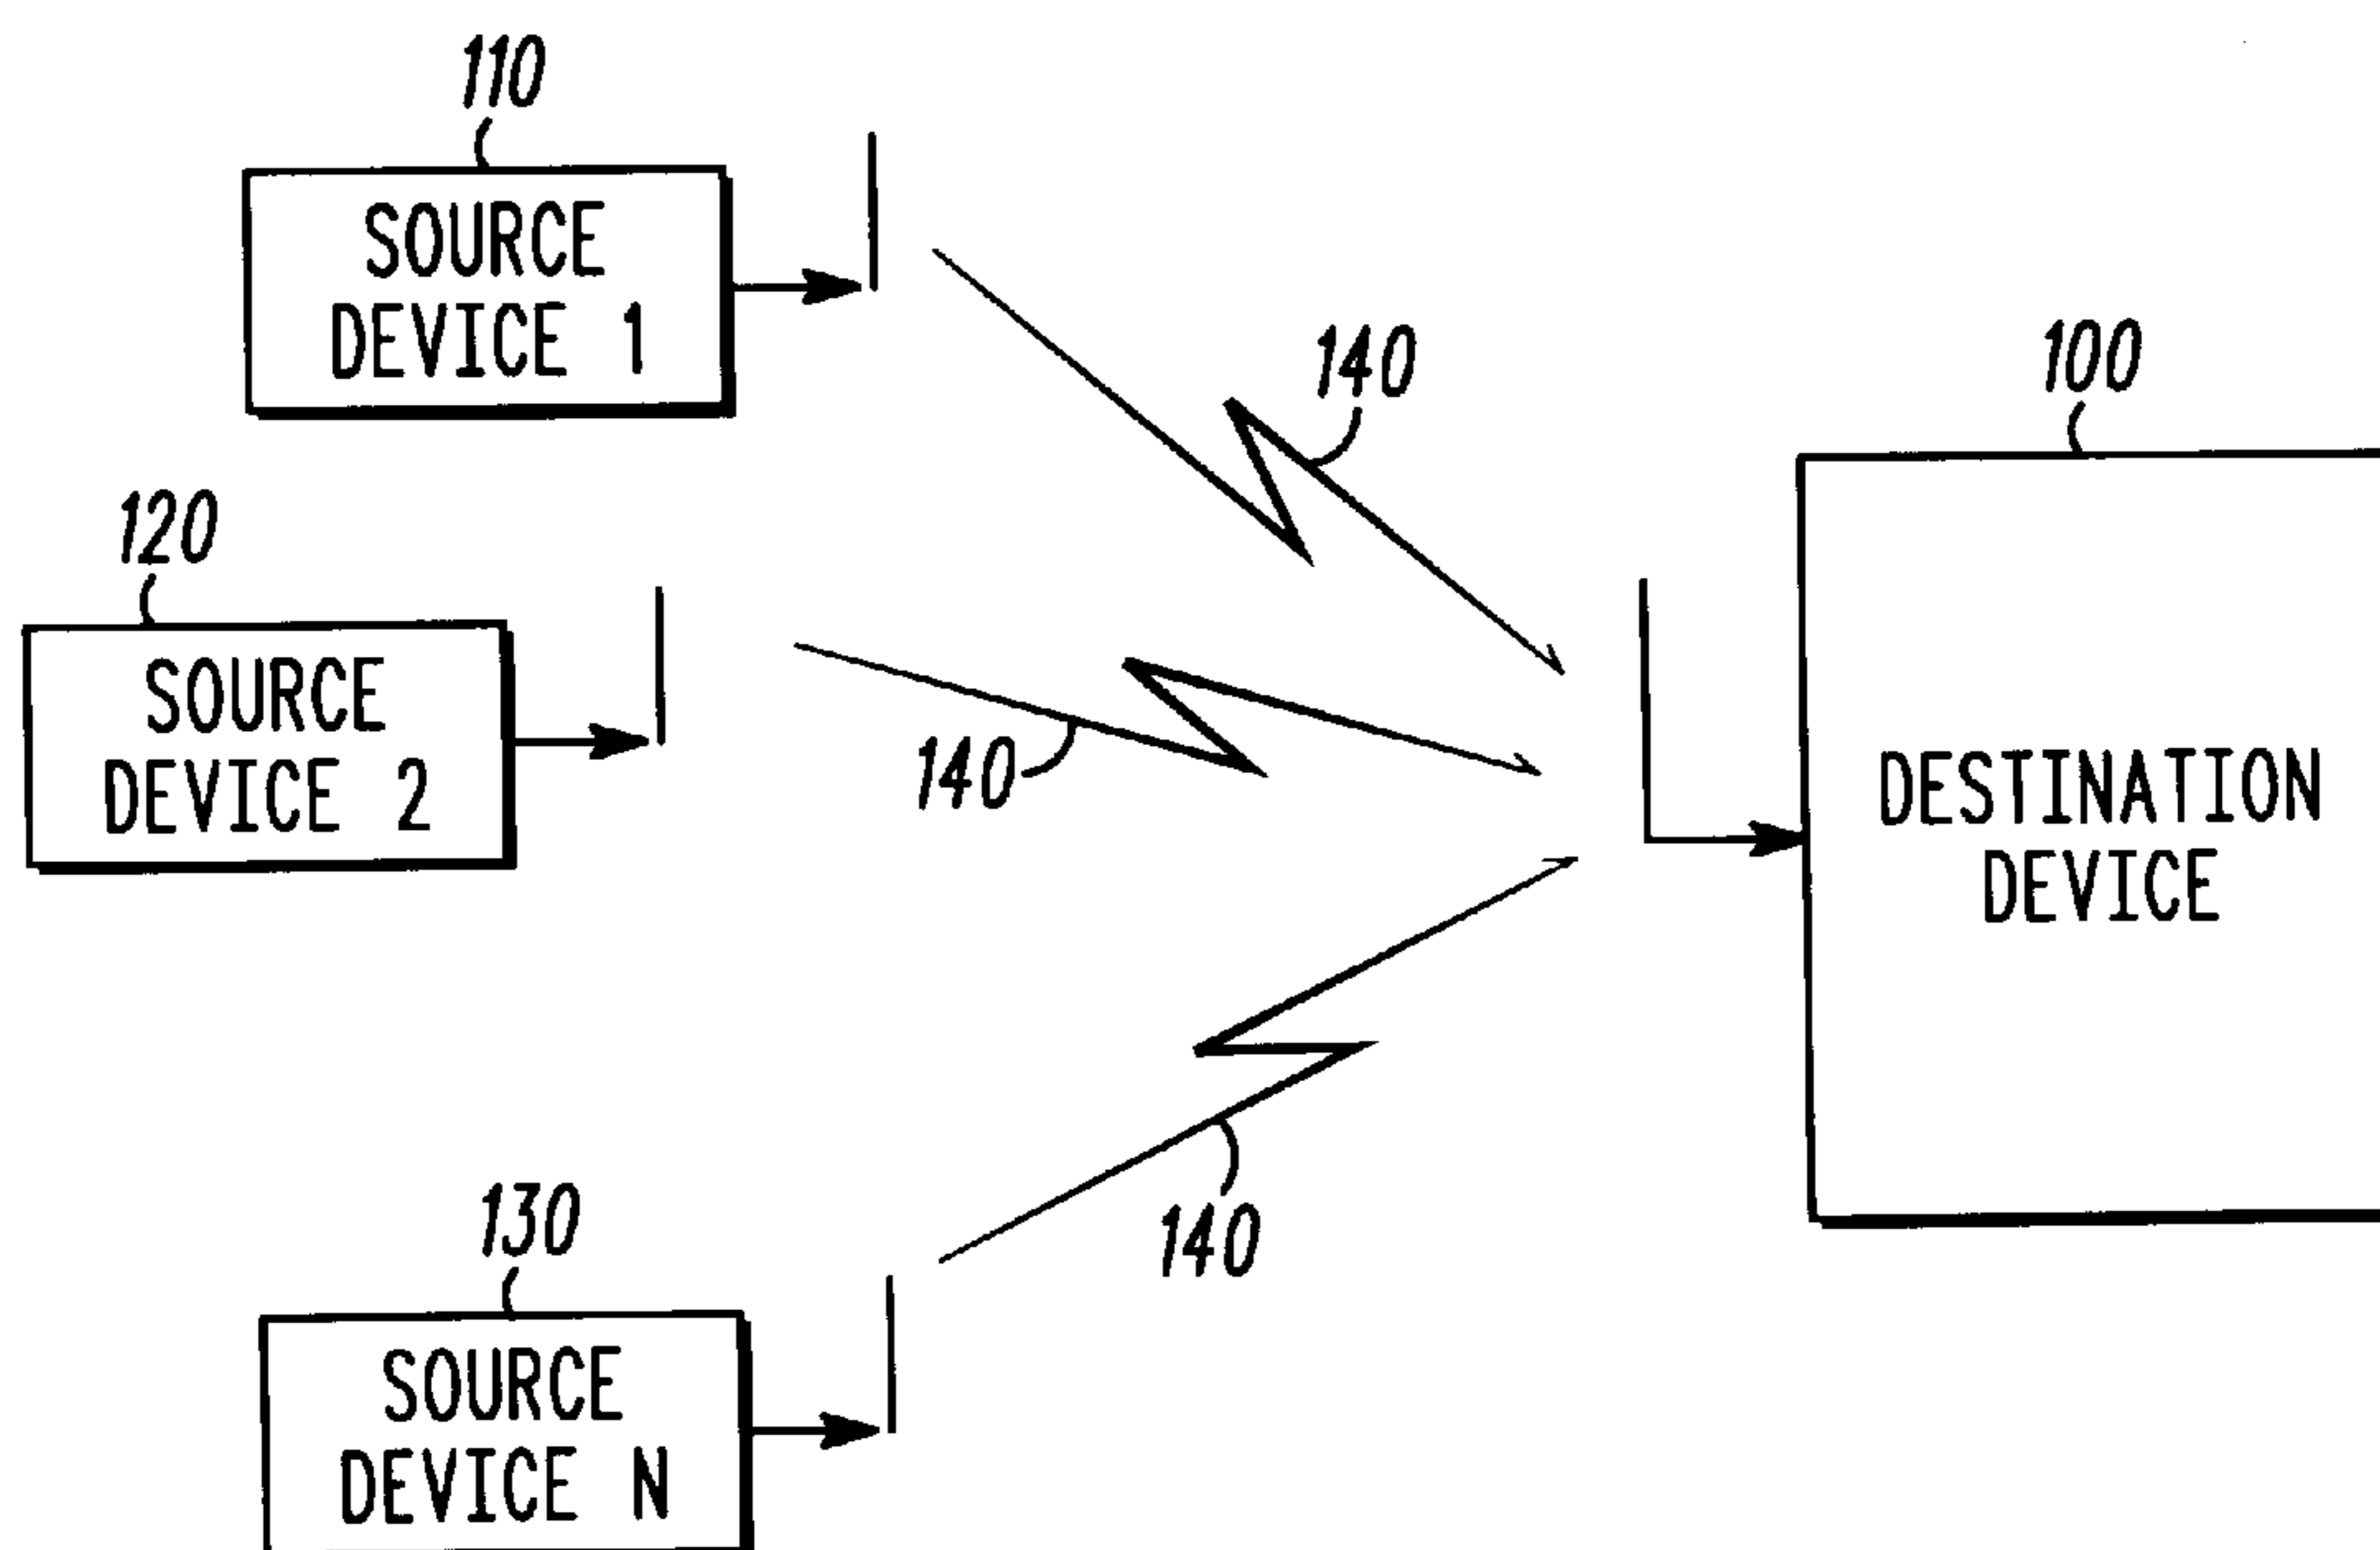 110
SOURCE
DEVICE 1
140
100
120
SOURCE
DEVICE 2
140
DESTINATION
DEVICE
130
140
SOURCE
DEVICE N